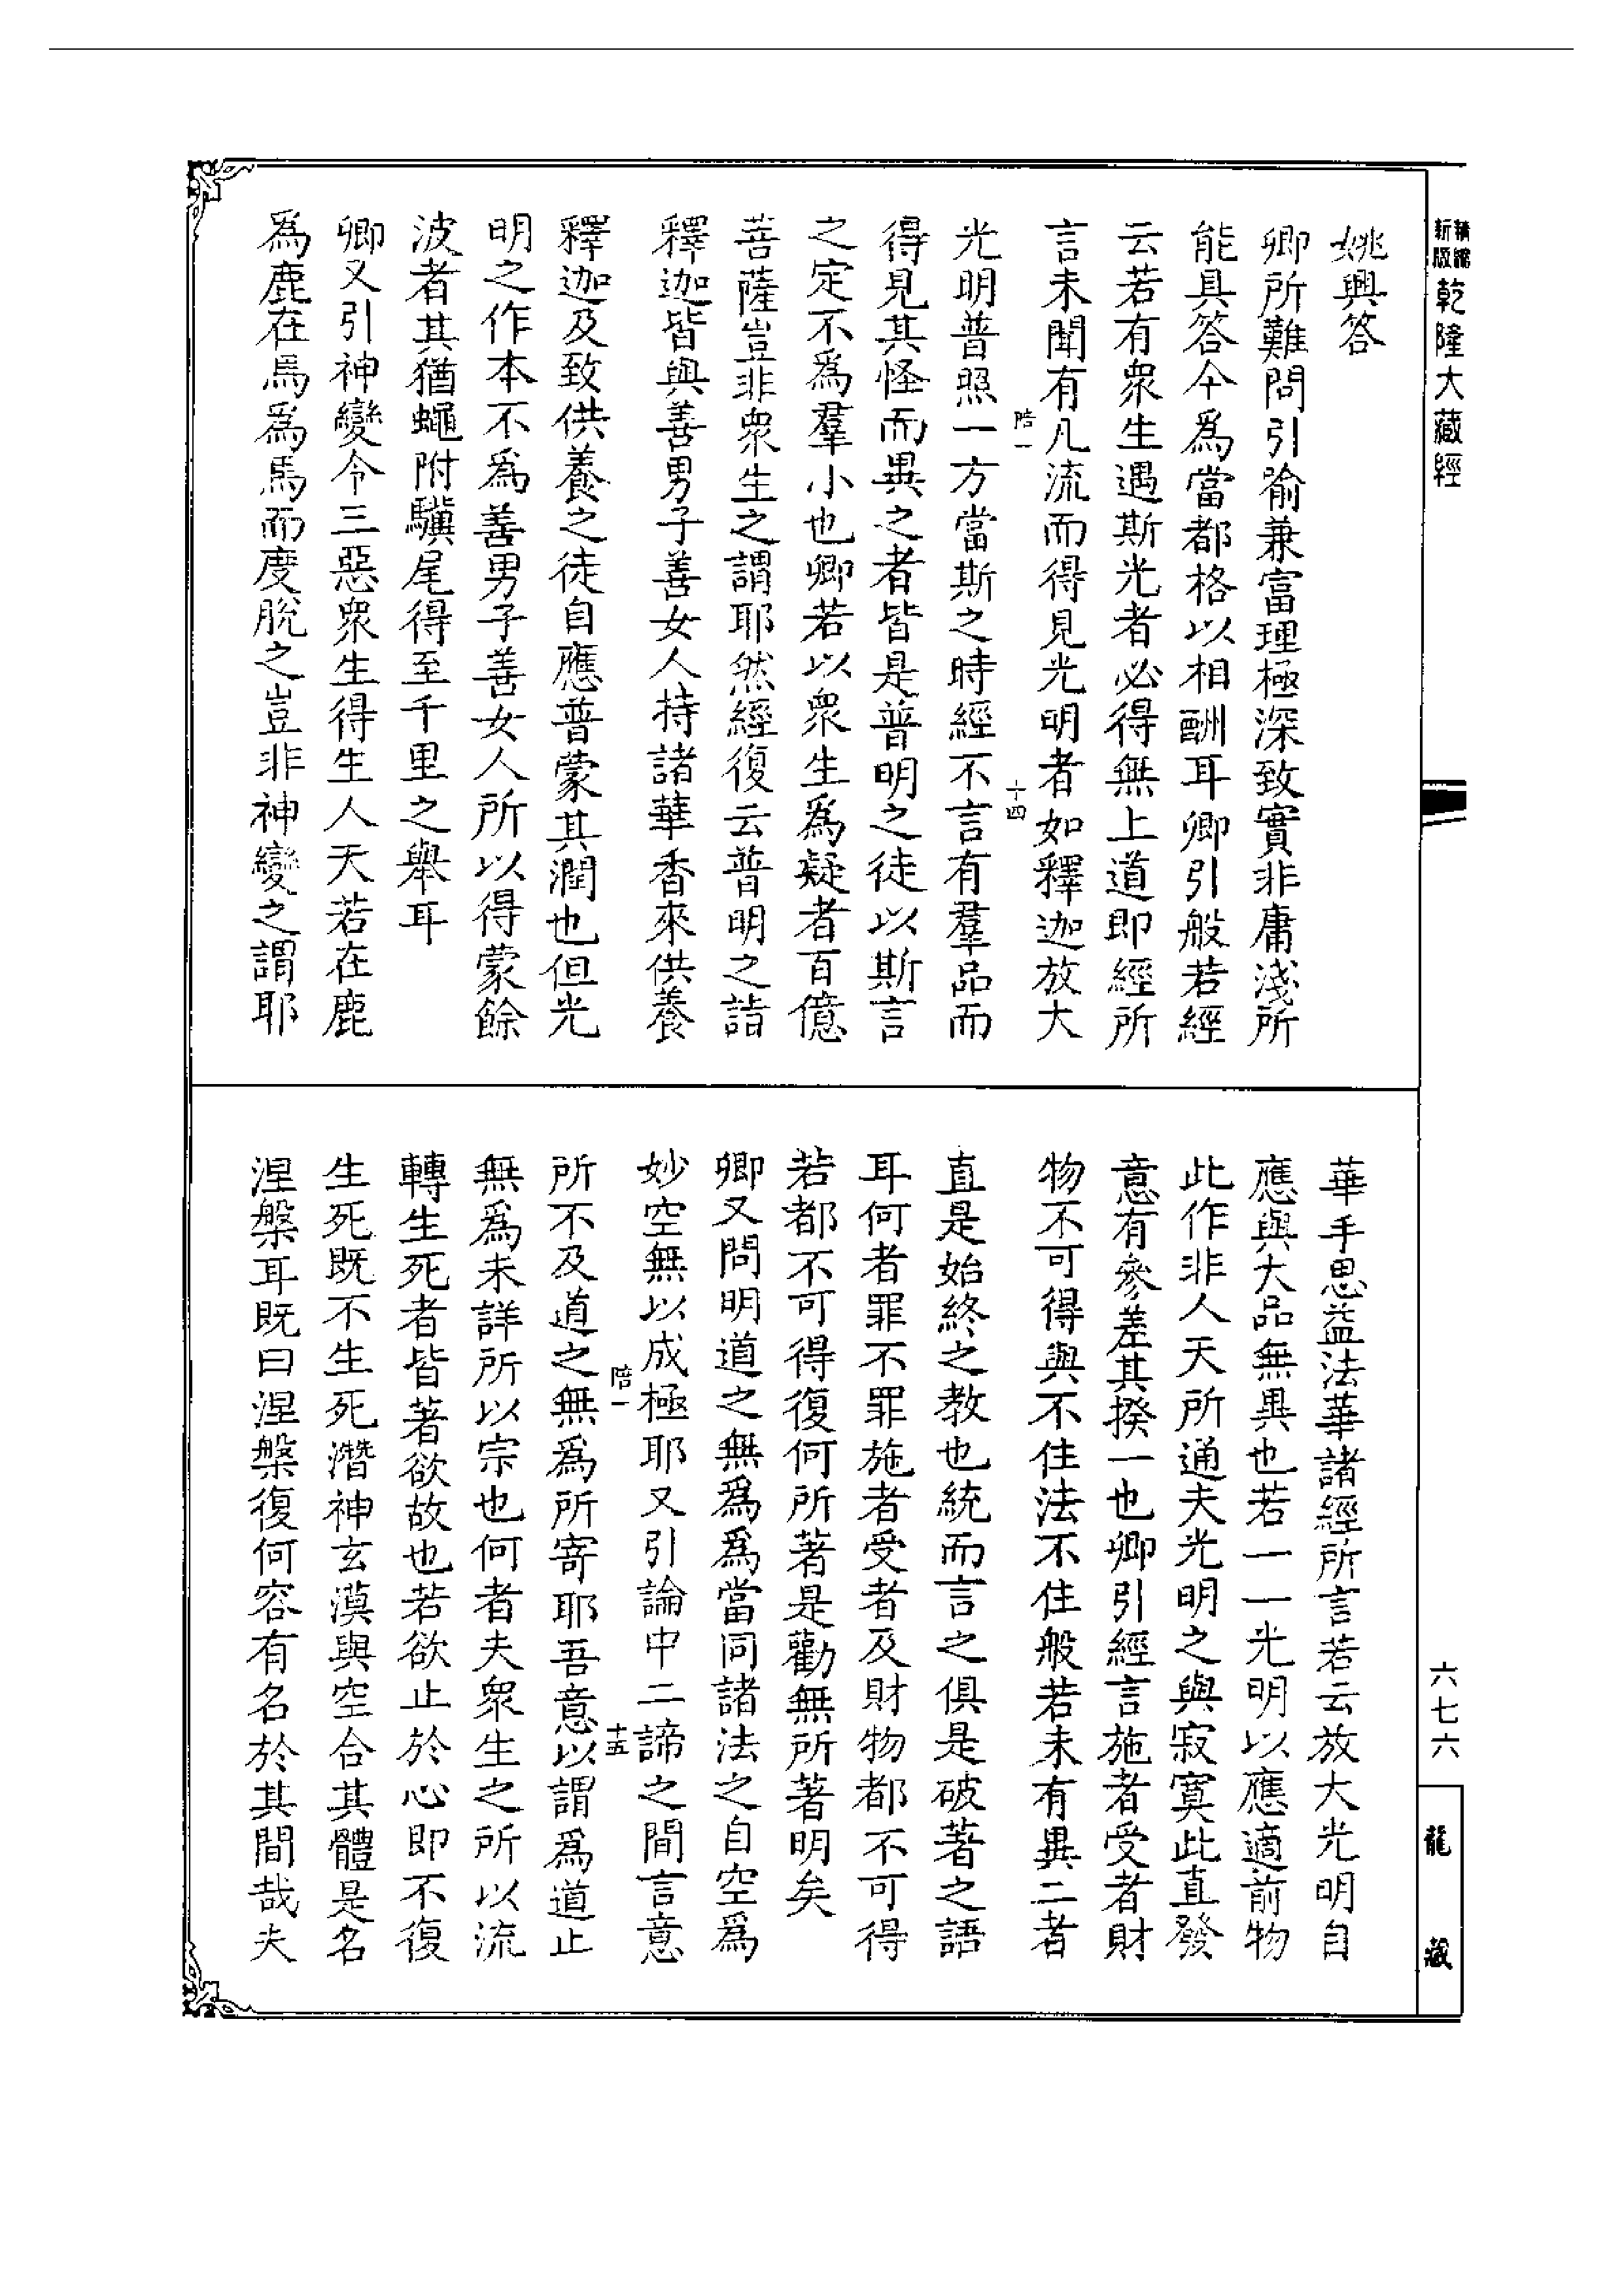 新版 精縮 乾隆大藏經
姚興答
卿所難問引喻兼富理極深致實非庸淺所
能具答今為當都格以相酬耳卿引般若經
云若有眾生遇斯光者必得無上道即經所
言未聞有凡流而得見光明者如釋迦放大
陪一
十四
光明普照一方當斯之時經不言有羣品而
得見其怪而異之者皆是普明之徒以斯言
之定不為羣小也卿若以眾生為疑者百億
菩薩豈非眾生之謂耶然經復云普明之詣
釋迦皆與善男子善女人持諸華香來供養
釋迦及致供養之徒自應普蒙其潤也但光
明之作本不為善男子善女人所以得蒙餘
波者其猶蠅附驥尾得至千里之舉耳
卿又引神變令三惡眾生得生人天若在鹿
為鹿在馬為馬而度脫之豈非神變之謂耶
華手思益法華諸經所言若云放大光明自
應與大品無異也若一一光明以應適前物
此作非人天所通夫光明之與寂寞此直發
意有參差其揆一也卿引經言施者受者財
物不可得與不住法不住般若未有異二者
直是始終之教也統而言之俱是破著之語
耳何者罪不罪施者受者及財物都不可得
若都不可得復何所著是勸無所著明矣
卿又問明道之無為為當同諸法之自空為
妙空無以成極耶又引論中二諦之間言意
陪一
十五
所不及道之無為所寄耶吾意以謂為道止
無為未詳所以宗也何者夫眾生之所以流
轉生死者皆著欲故也若欲止於心即不復
生死既不生死潛神玄漠與空合其體是名
涅槃耳既曰涅槃復何容有名於其間哉夫
六七六
龍藏